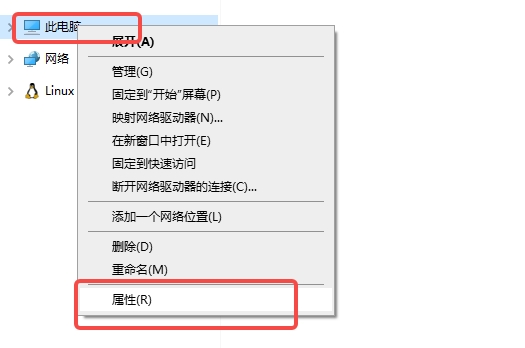 此电脑
展开(A)
网络
管理(G)
Linux
固定到"开始"屏幕(P)
映射网络驱动器(N)...
在新窗口中打开(E)
固定到快速访问
断开网络驱动器的连接(C)...
添加一个网络位置(L)
删除(D)
重命名(M)
属性(R)